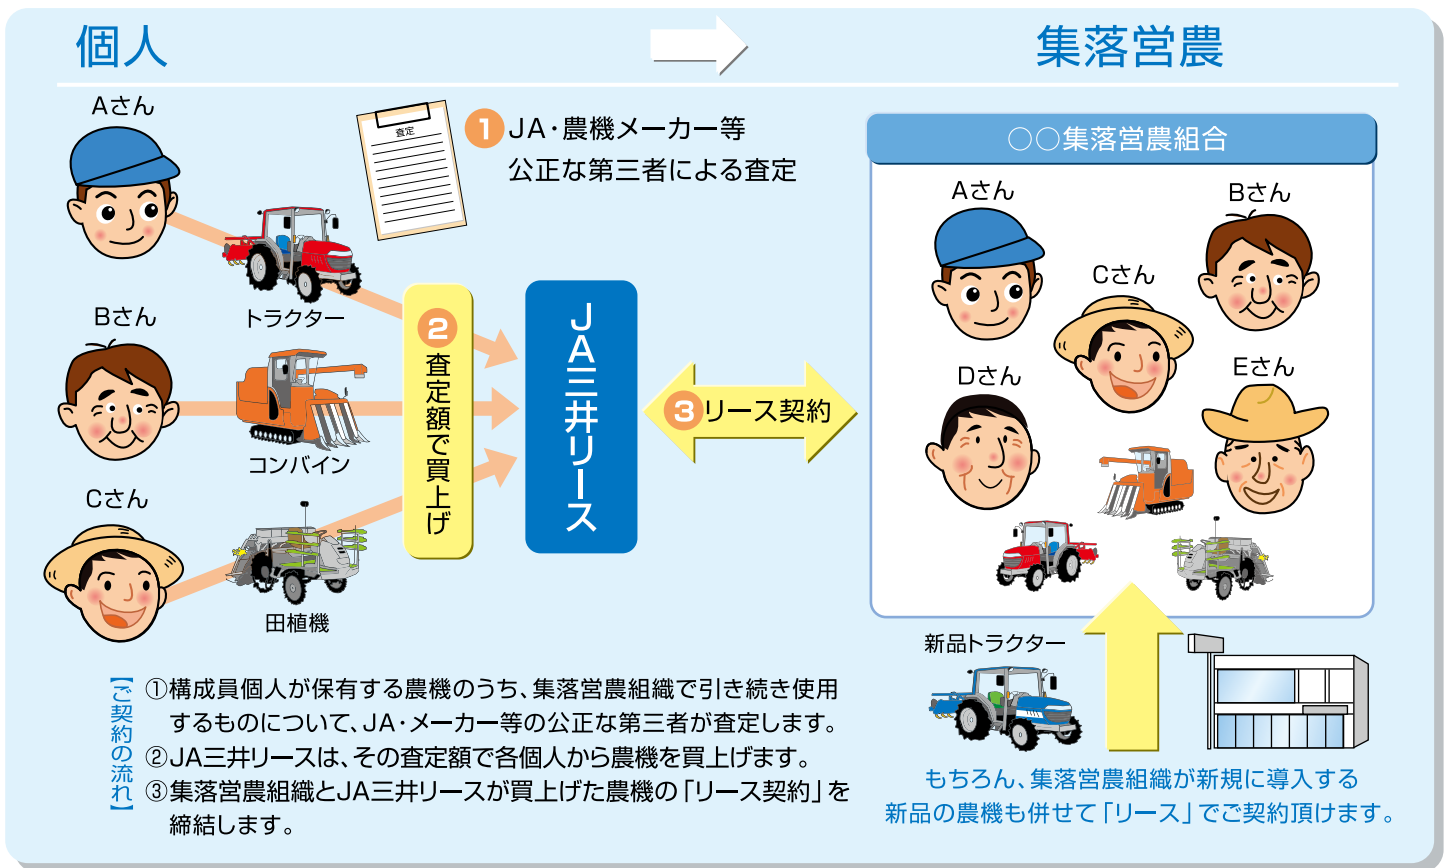 個人
集落営農
Aさん
査定
1 JA・農機メーカー等
公正な第三者による査定
トラクター
Bさん
コンバイン
Cさん
田植機
2 査定額で買上げ
JA三井リース
3 リース契約
○○集落営農組合
Aさん
Bさん
Cさん
Dさん
Eさん
新品トラクター
もちろん、集落営農組織が新規に導入する
新品の農機も併せて「リース」でご契約頂けます。
【ご契約の流れ】
①構成員個人が保有する農機のうち、集落営農組織で引き続き使用
するものについて、JA・メーカー等の公正な第三者が査定します。
②JA三井リースは、その査定額で各個人から農機を買上げます。
③集落営農組織とJA三井リースが買上げた農機の「リース契約」を
締結します。